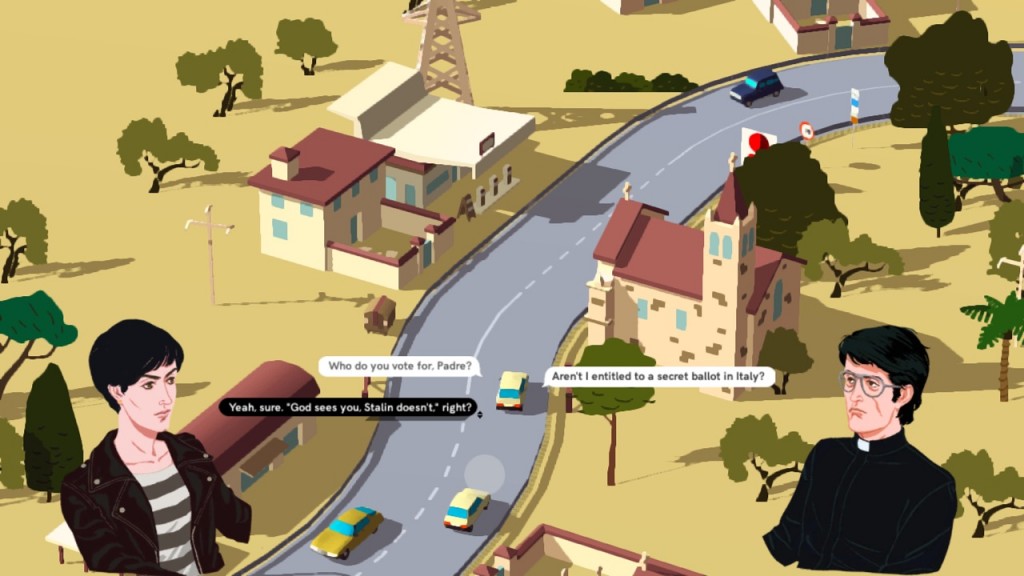 Who do you vote for, Padre?
Aren't I entitled to a secret ballot in Italy?
Yeah, sure. "God sees you, Stalin doesn't," right?